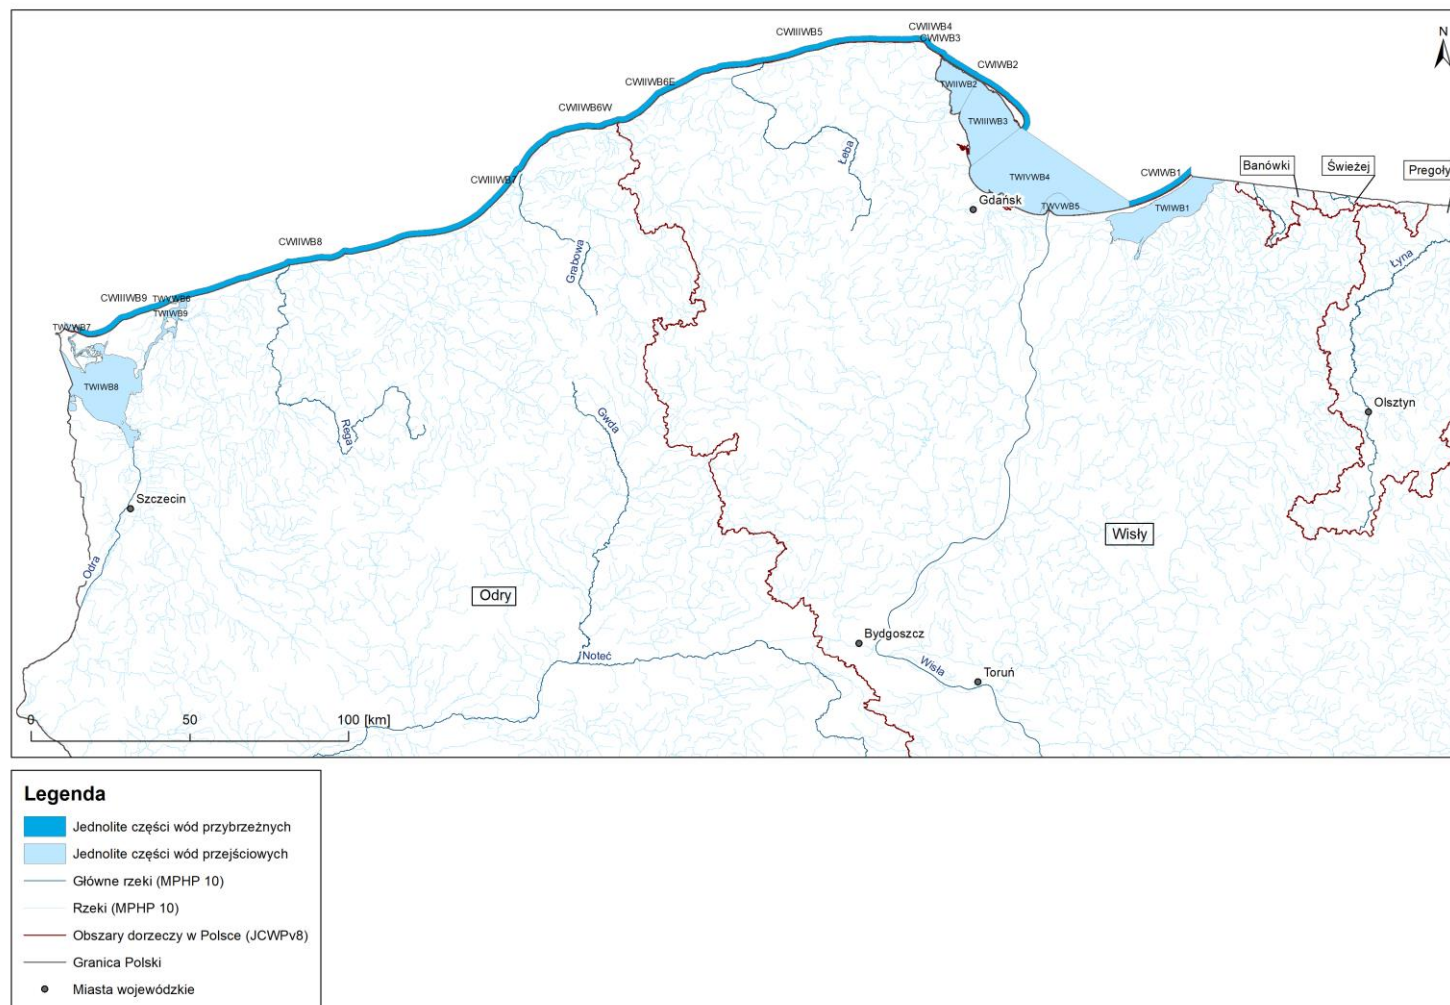 CWIIWB4
CWIWB3
CWIIIWB5
N
CWIWB2
CWIIWB6E
TWIIWB2
CWIIWB6W
TWIIIWB3
Łeba
CWIIIWB7
TWIVWB4
CWIWB1
Banówki
Świeżej
Pregoły
Gdańsk
TWVWB5
TWIWB1
CWIIWB8
Grabowa
Łyna
CWIIIWB9
TWVWB6
TWIWB9
TWVWB7
TWIWB8
Rega
Gwda
Olsztyn
Szczecin
Odra
Wisły
Odry
Bydgoszcz
Noteć
Wisła
Toruń
0 50 100 [km]
Legenda
Jednolite części wód przybrzeżnych
Jednolite części wód przejściowych
Główne rzeki (MPHP 10)
Rzeki (MPHP 10)
Obszary dorzeczy w Polsce (JCWPv8)
Granica Polski
Miasta wojewódzkie